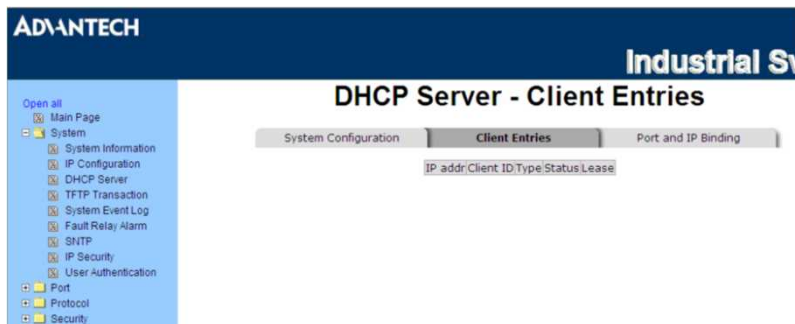 ADVANTECH
Industrial
DHCP Server - Client Entries
Open all
Main Page
System
System Information
IP Configuration
DHCP Server
TFTP Transaction
System Event Log
Fault Relay Alarm
SNTP
IP Security
User Authentication
Port
Protocol
Security
System Configuration
Client Entries
Port and IP Binding
IP addr Client ID Type Status Lease